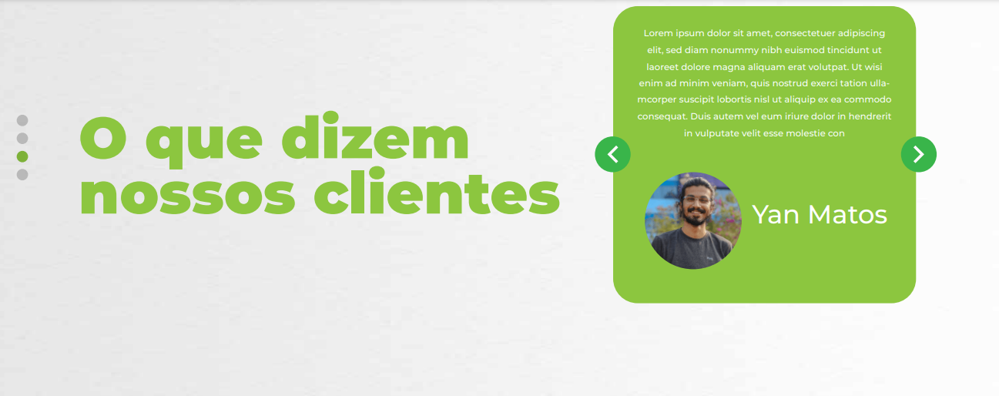 O que dizem
nossos clientes
Lorem ipsum dolor sit amet, consectetuer adipiscing
elit, sed diam nonummy nibh euismod tincidunt ut
laoreet dolore magna aliquam erat volutpat. Ut wisi
enim ad minim veniam, quis nostrud exerci tation ulla-
mcorper suscipit lobortis nisl ut aliquip ex ea commodo
consequat. Duis autem vel eum iriure dolor in hendrerit
in vulputate velit esse molestie con
Yan Matos